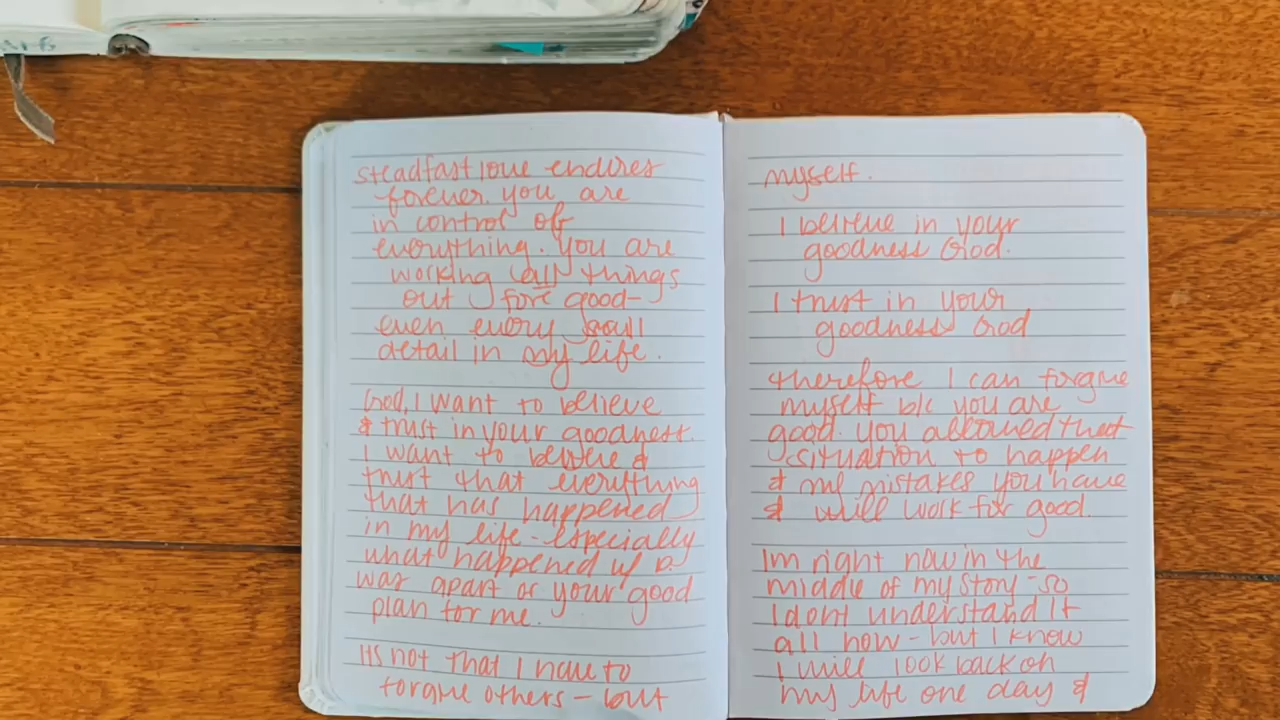 steadfast love endures
forever. you are
in control of
everything. you are
working all things
out fore good-
even every small
detail in my life.
God, I want to believe
& trust in your goodness.
I want to believe &
trust that everything
that has happened
in my life - especially
what happened w/ B
was apart of your good
plan for me.
Its not that I have to
forgive others - but
myself.
I believe in your
goodness God.
I trust in your
goodness God
therefore I can forgive
myself b/c you are
good. you allowed that
situation to happen
& my mistakes you have
& will work for good.
Im right now in the
middle of my story - so
I dont understand it
all now - but I know
I will look back on
my life one day &